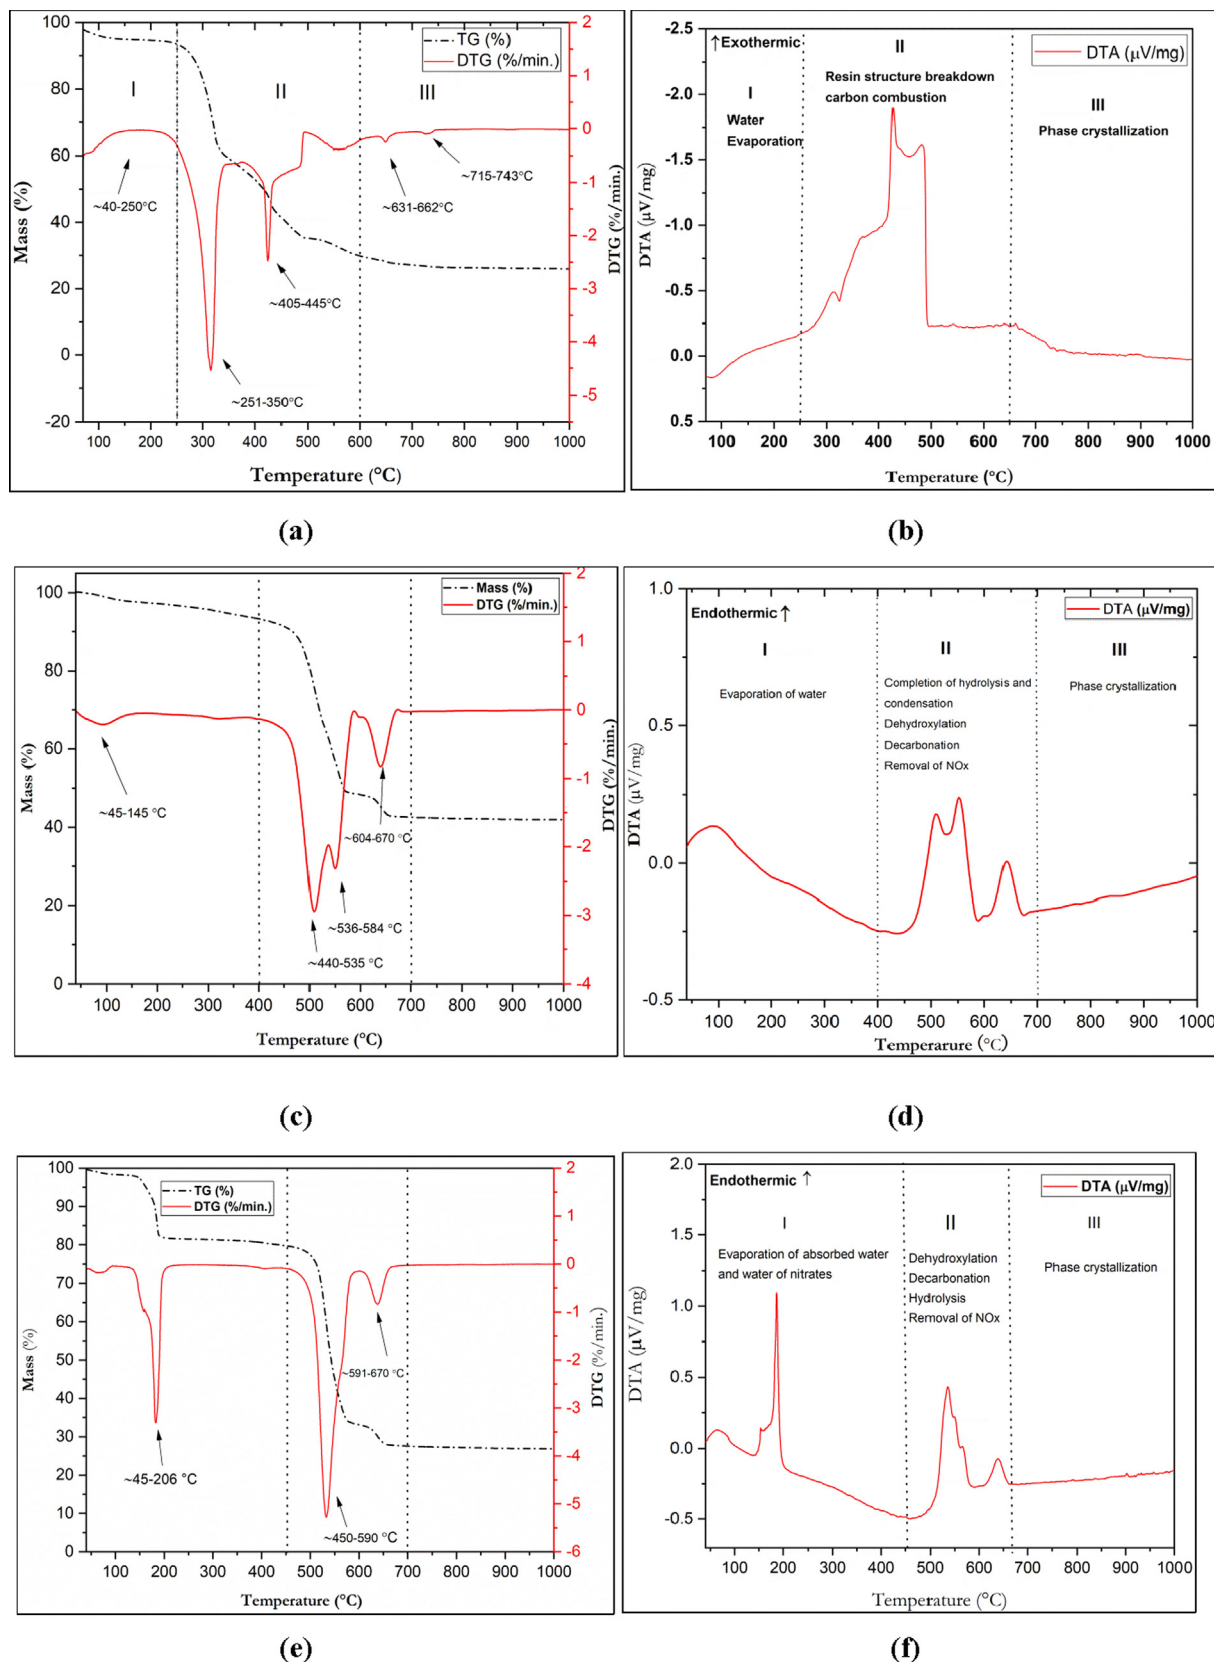 TG (%)
DTG (%/min.)
I
II
III
~40-250°C
~251-350°C
~405-445°C
~631-662°C
~715-743°C
100
80
60
40
20
0
-20
2
1
0
-1
-2
-3
-4
-5
100 200 300 400 500 600 700 800 900 1000
Mass (%)
DTG (%/min.)
Temperature (°C)
(a)
↑Exothermic
DTA (μV/mg)
I
Water
Evaporation
II
Resin structure breakdown
carbon combustion
III
Phase crystallization
-2.5
-2.0
-1.5
-1.0
-0.5
0.0
0.5
100 200 300 400 500 600 700 800 900 1000
DTA (μV/mg)
Temperature (°C)
(b)
Mass (%)
DTG (%/min.)
~45-145 °C
~440-535 °C
~536-584 °C
~604-670 °C
100
80
60
40
20
0
2
1
0
-1
-2
-3
-4
100 200 300 400 500 600 700 800 900 1000
Mass (%)
DTG (%/min.)
Temperature (°C)
(c)
Endothermic ↑
DTA (μV/mg)
I
Evaporation of water
II
Completion of hydrolysis and
condensation
Dehydroxylation
Decarbonation
Removal of NOx
III
Phase crystallization
1.0
0.5
0.0
-0.5
100 200 300 400 500 600 700 800 900 1000
DTA (μV/mg)
Temperarure (°C)
(d)
TG (%)
DTG (%/min.)
~45-206 °C
~450-590 °C
~591-670 °C
100
90
80
75
60
50
45
30
20
10
0
2
1
0
-1
-2
-3
-4
-5
-6
100 200 300 400 500 600 700 800 900 1000
Mass (%)
DTG (%/min.)
Temperature (°C)
(e)
Endothermic ↑
DTA (μV/mg)
I
Evaporation of absorbed water
and water of nitrates
II
Dehydroxylation
Decarbonation
Hydrolysis
Removal of NOx
III
Phase crystallization
2.0
1.5
1.0
0.5
0.0
-0.5
100 200 300 400 500 600 700 800 900 1000
DTA (μV/mg)
Temperature (°C)
(f)